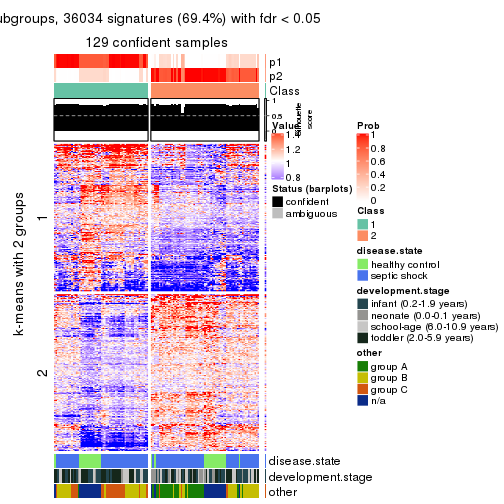 ubgroups, 36034 signatures (69.4%) with fdr < 0.05
129 confident samples
p1
p2
Class
1
0.5
0
Silhouette
score
k-means with 2 groups
1
2
Value
1.2
1
0.8
Status (barplots)
confident
ambiguous
Prob
1
0.8
0.6
0.4
0.2
0
Class
1
2
disease.state
healthy control
septic shock
development.stage
infant (0.2-1.9 years)
neonate (0.0-0.1 years)
school-age (6.0-10.9 years)
toddler (2.0-5.9 years)
other
group A
group B
group C
n/a
disease.state
development.stage
other